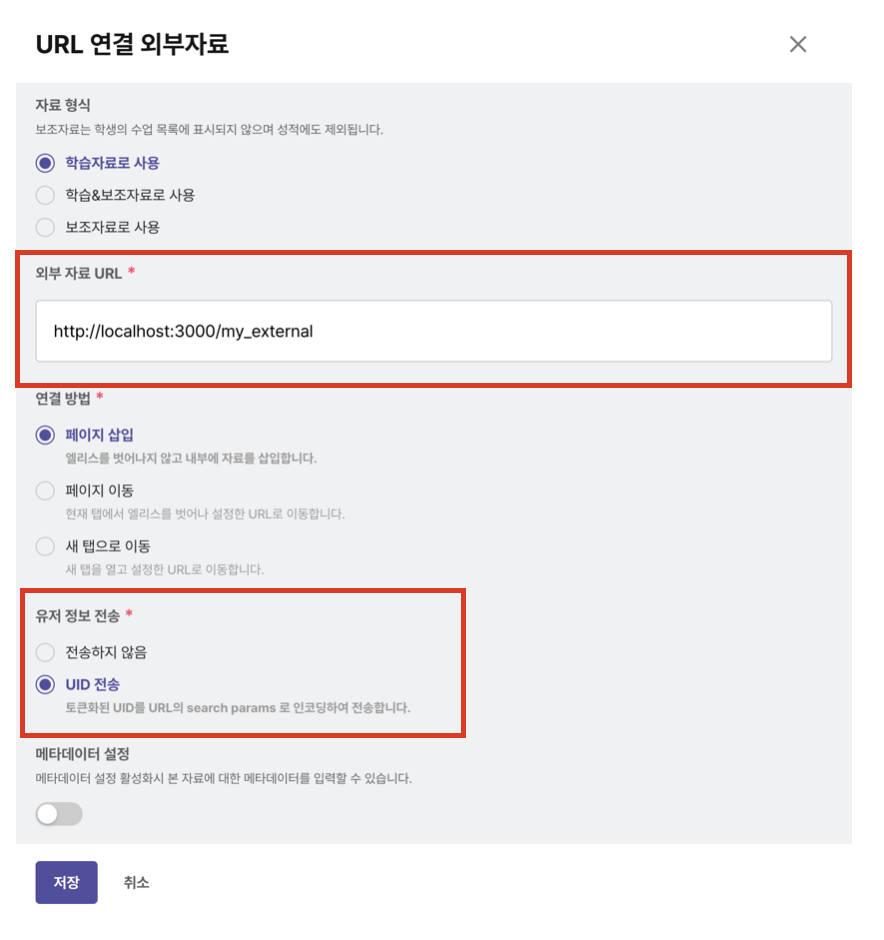 URL 연결 외부자료
자료 형식
보조자료는 학생의 수업 목록에 표시되지 않으며 성적에도 제외됩니다.
학습자료로 사용
학습&보조자료로 사용
보조자료로 사용
외부 자료 URL *
http://localhost:3000/my_external
연결 방법 *
페이지 삽입
엘리스를 벗어나지 않고 내부에 자료를 삽입합니다.
페이지 이동
현재 탭에서 엘리스를 벗어나 설정한 URL로 이동합니다.
새 탭으로 이동
새 탭을 열고 설정한 URL로 이동합니다.
유저 정보 전송 *
전송하지 않음
UID 전송
토큰화된 UID를 URL의 search params 로 인코딩하여 전송합니다.
메타데이터 설정
메타데이터 설정 활성화시 본 자료에 대한 메타데이터를 입력할 수 있습니다.
저장 취소